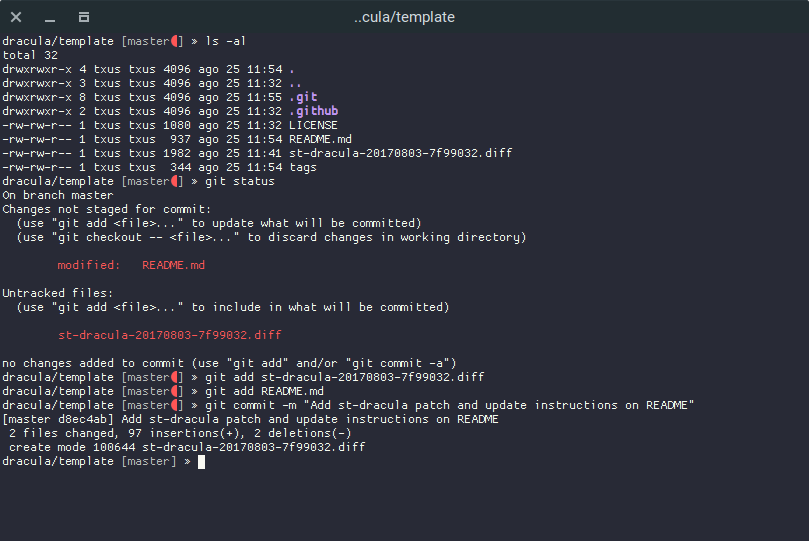 ..cula/template
dracula/template [master] » ls -al
total 32
drwxrwxr-x 4 txus txus 4096 ago 25 11:54 .
drwxrwxr-x 3 txus txus 4096 ago 25 11:32 ..
drwxrwxr-x 8 txus txus 4096 ago 25 11:55 .git
drwxrwxr-x 2 txus txus 4096 ago 25 11:32 .github
-rw-rw-r-- 1 txus txus 1080 ago 25 11:32 LICENSE
-rw-rw-r-- 1 txus txus  937 ago 25 11:54 README.md
-rw-rw-r-- 1 txus txus 1982 ago 25 11:41 st-dracula-20170803-7f99032.diff
-rw-rw-r-- 1 txus txus  344 ago 25 11:54 tags
dracula/template [master] » git status
On branch master
Changes not staged for commit:
  (use "git add <file>..." to update what will be committed)
  (use "git checkout -- <file>..." to discard changes in working directory)
        modified:   README.md
Untracked files:
  (use "git add <file>..." to include in what will be committed)
        st-dracula-20170803-7f99032.diff
no changes added to commit (use "git add" and/or "git commit -a")
dracula/template [master] » git add st-dracula-20170803-7f99032.diff
dracula/template [master] » git add README.md
dracula/template [master] » git commit -m "Add st-dracula patch and update instructions on README"
[master d8ec4ab] Add st-dracula patch and update instructions on README
 2 files changed, 97 insertions(+), 2 deletions(-)
 create mode 100644 st-dracula-20170803-7f99032.diff
dracula/template [master] »